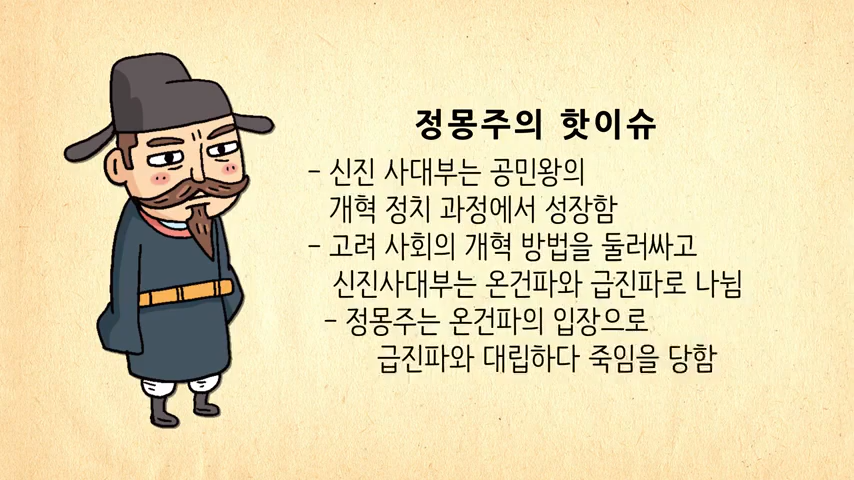 정몽주의 핫이슈
- 신진 사대부는 공민왕의
개혁 정치 과정에서 성장함
- 고려 사회의 개혁 방법을 둘러싸고
신진사대부는 온건파와 급진파로 나뉨
- 정몽주는 온건파의 입장으로
급진파와 대립하다 죽임을 당함